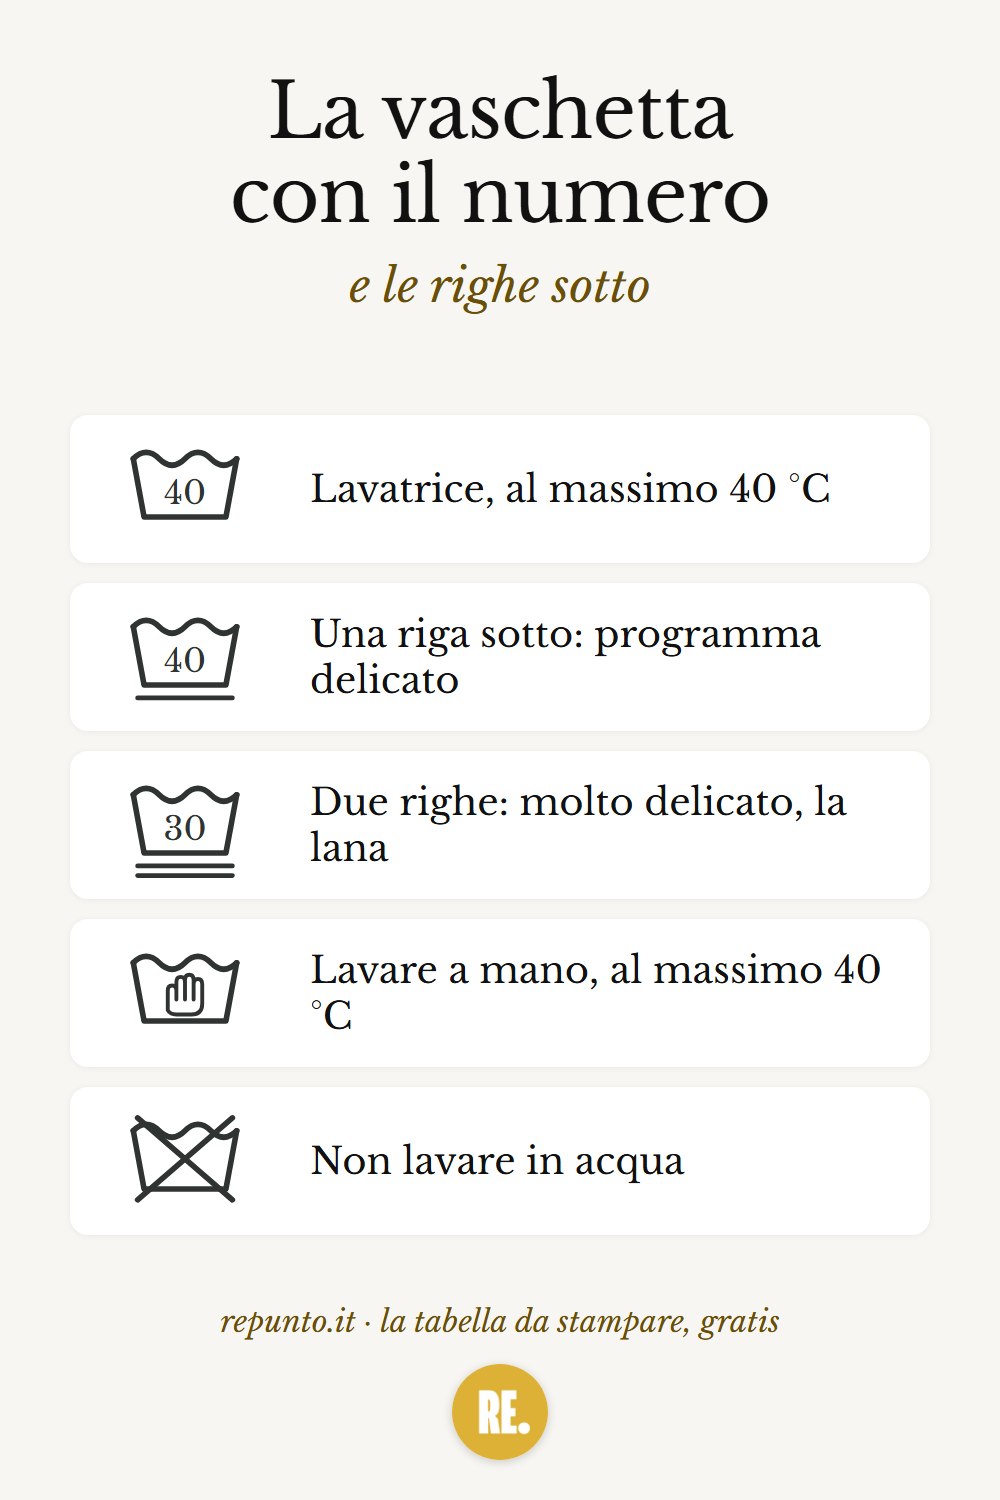 La vaschetta
con il numero
e le righe sotto
40
Lavatrice, al massimo 40 °C
40
Una riga sotto: programma
delicato
30
Due righe: molto delicato, la
lana
Lavare a mano, al massimo 40
°C
Non lavare in acqua
repunto.it · la tabella da stampare, gratis
RE.